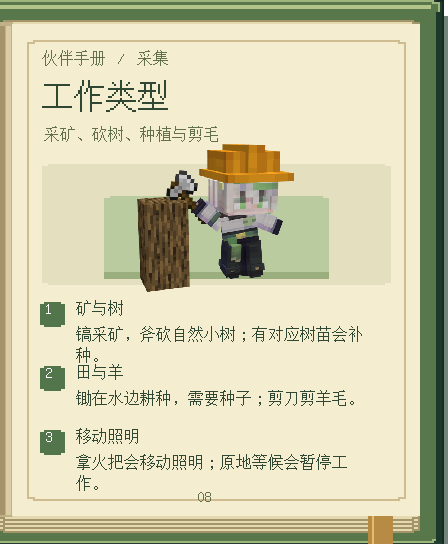 伙伴手册 / 采集
工作类型
采矿、砍树、种植与剪毛
1 矿与树
镐采矿，斧砍自然小树；有对应树苗会补
种。
2 田与羊
锄在水边耕种，需要种子；剪刀剪羊毛。
3 移动照明
拿火把会移动照明；原地等候会暂停工
作。
08